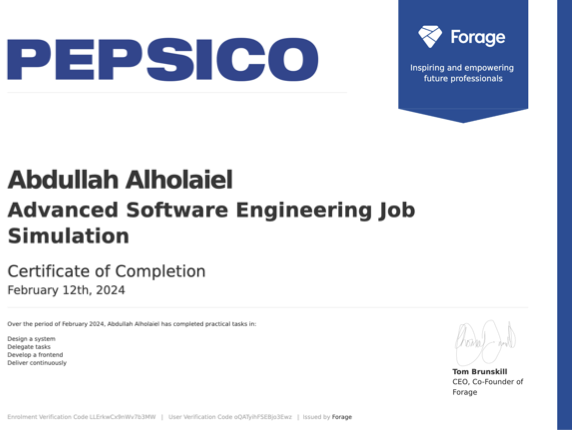 PEPSICO
Forage
Inspiring and empowering
future professionals
Abdullah Alholaiel
Advanced Software Engineering Job
Simulation
Certificate of Completion
February 12th, 2024
Over the period of February 2024, Abdullah Alholaiel has completed practical tasks in:
Design a system
Delegate tasks
Develop a frontend
Deliver continuously
Tom Brunskill
CEO, Co-Founder of
Forage
Enrolment Verification Code | User Verification Code | Issued by Forage